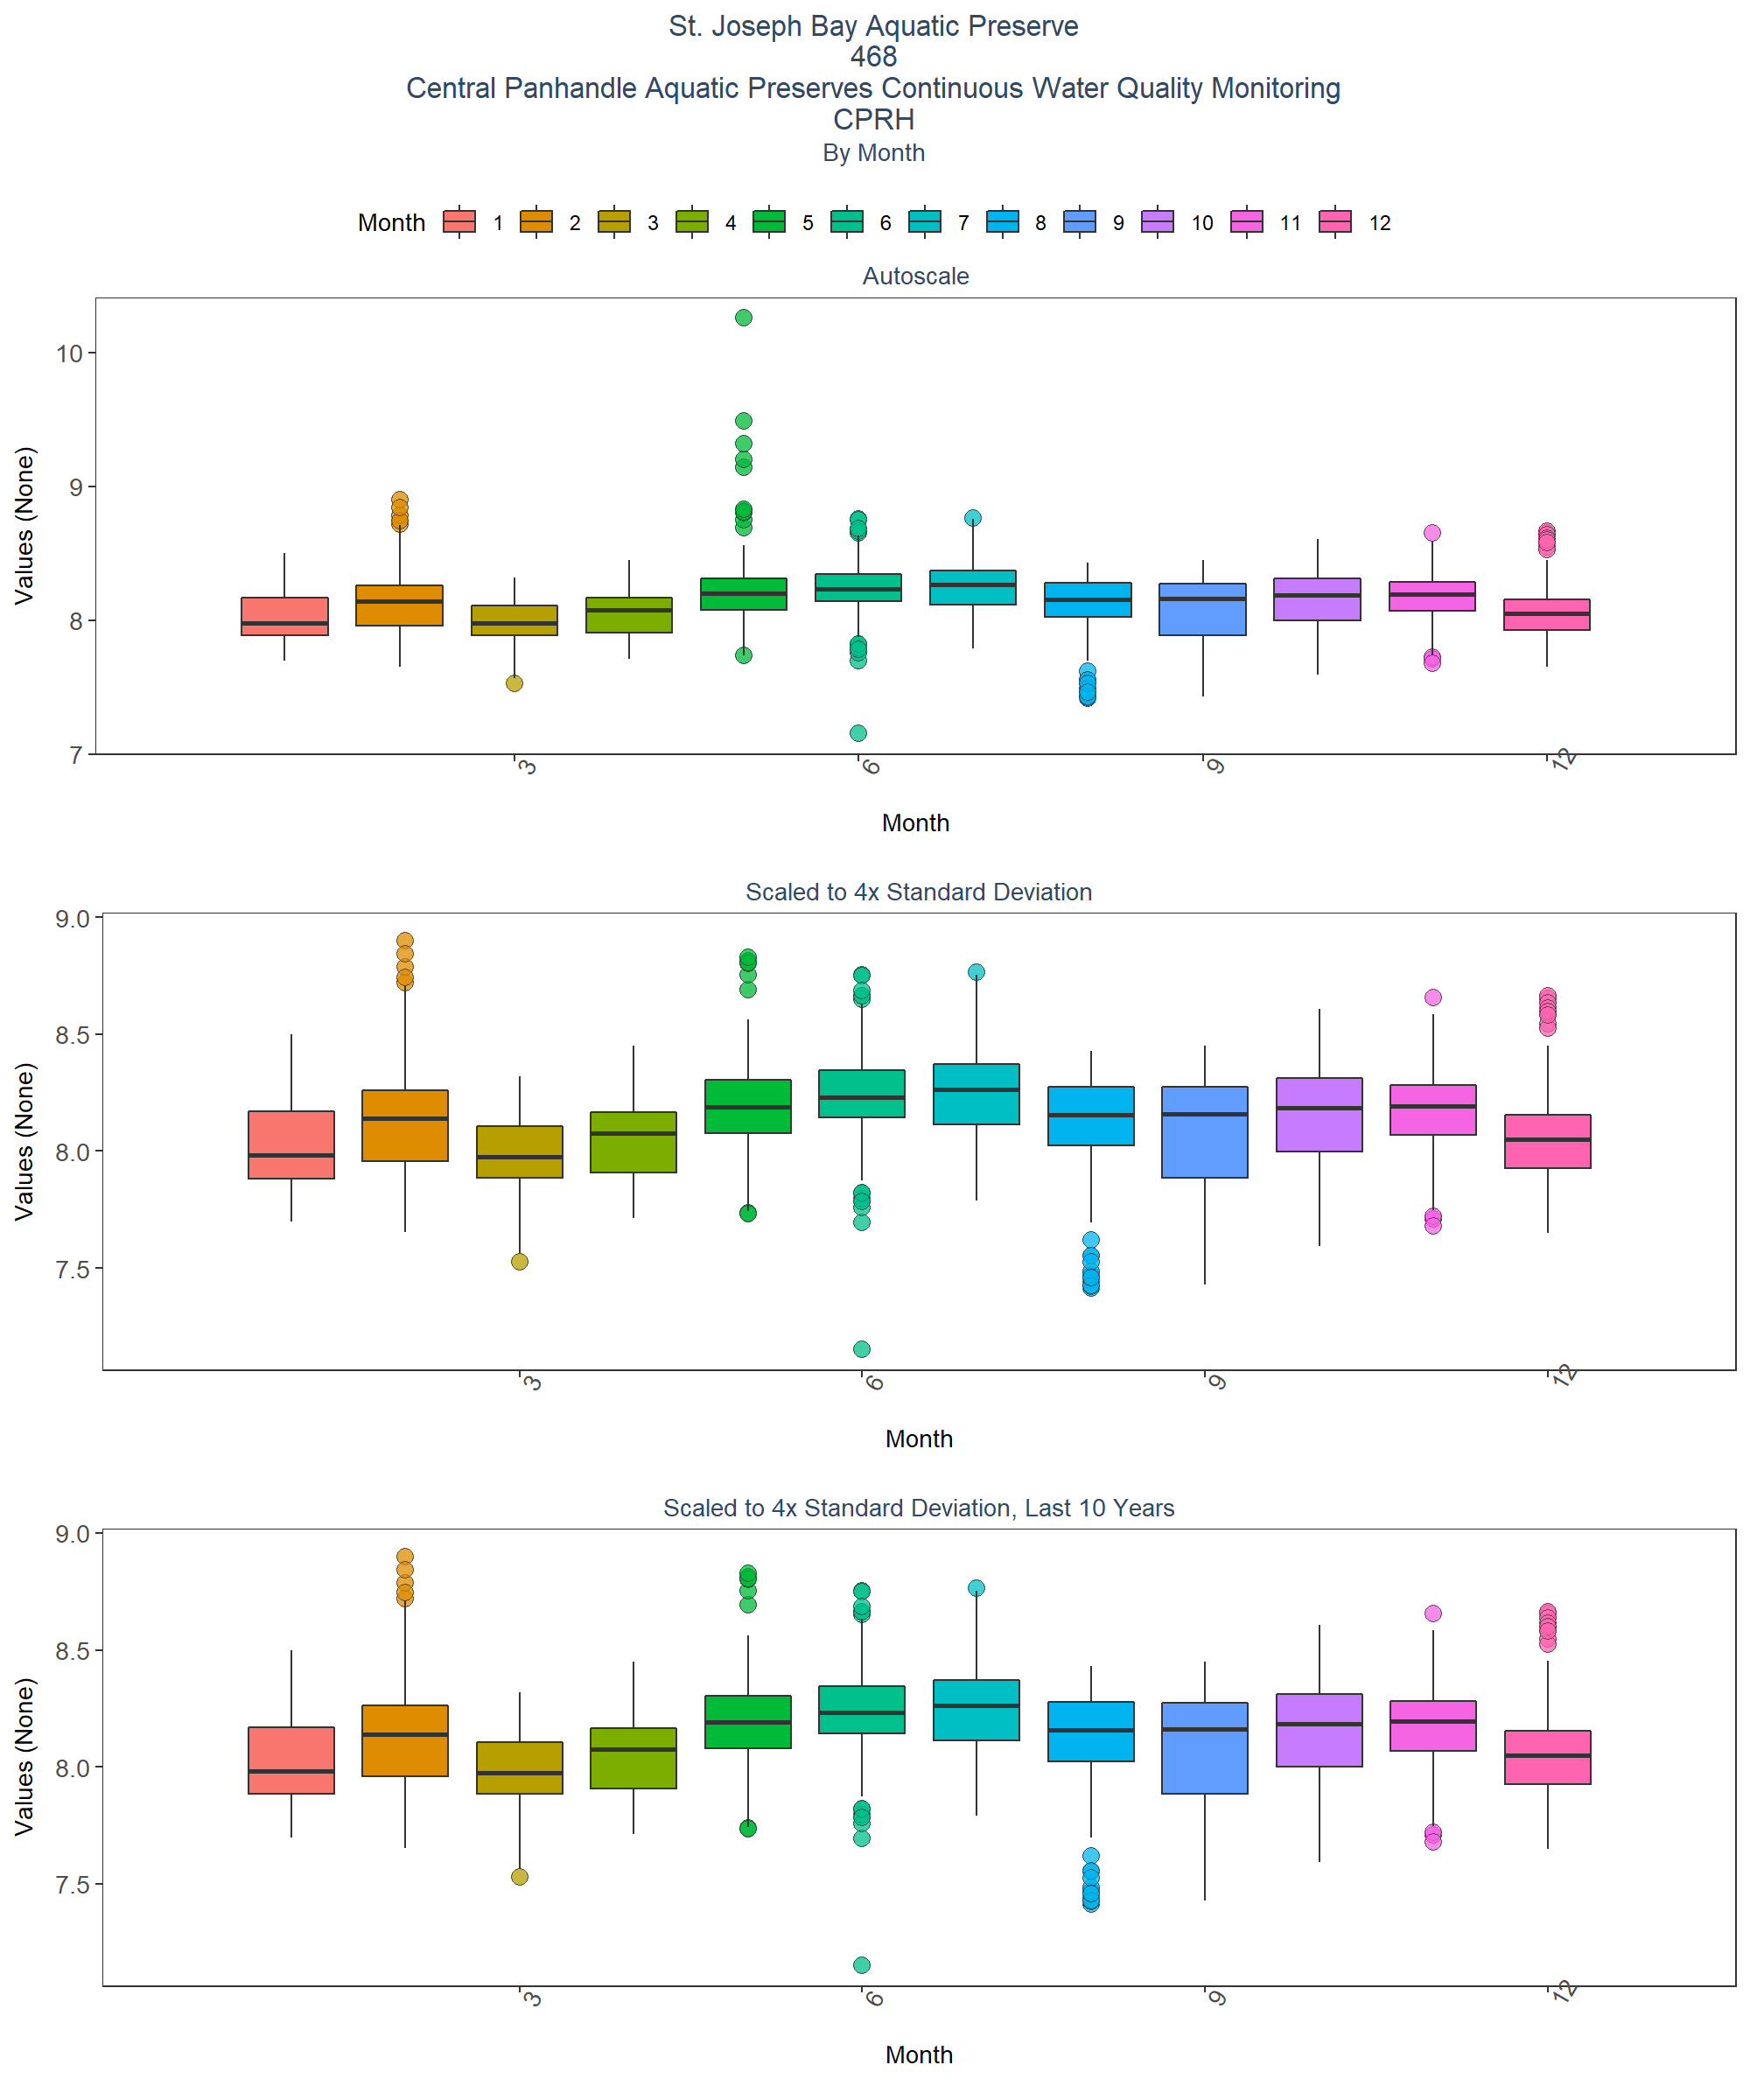 St. Joseph Bay Aquatic Preserve
468
Central Panhandle Aquatic Preserves Continuous Water Quality Monitoring
CPRH
By Month
Month 1 2 3 4 5 6 7 8 9 10 11 12
Autoscale
10
9
8
7
Values (None)
3 6 9 12
Month
Scaled to 4x Standard Deviation
9.0
8.5
8.0
7.5
Values (None)
3 6 9 12
Month
Scaled to 4x Standard Deviation, Last 10 Years
9.0
8.5
8.0
7.5
Values (None)
3 6 9 12
Month